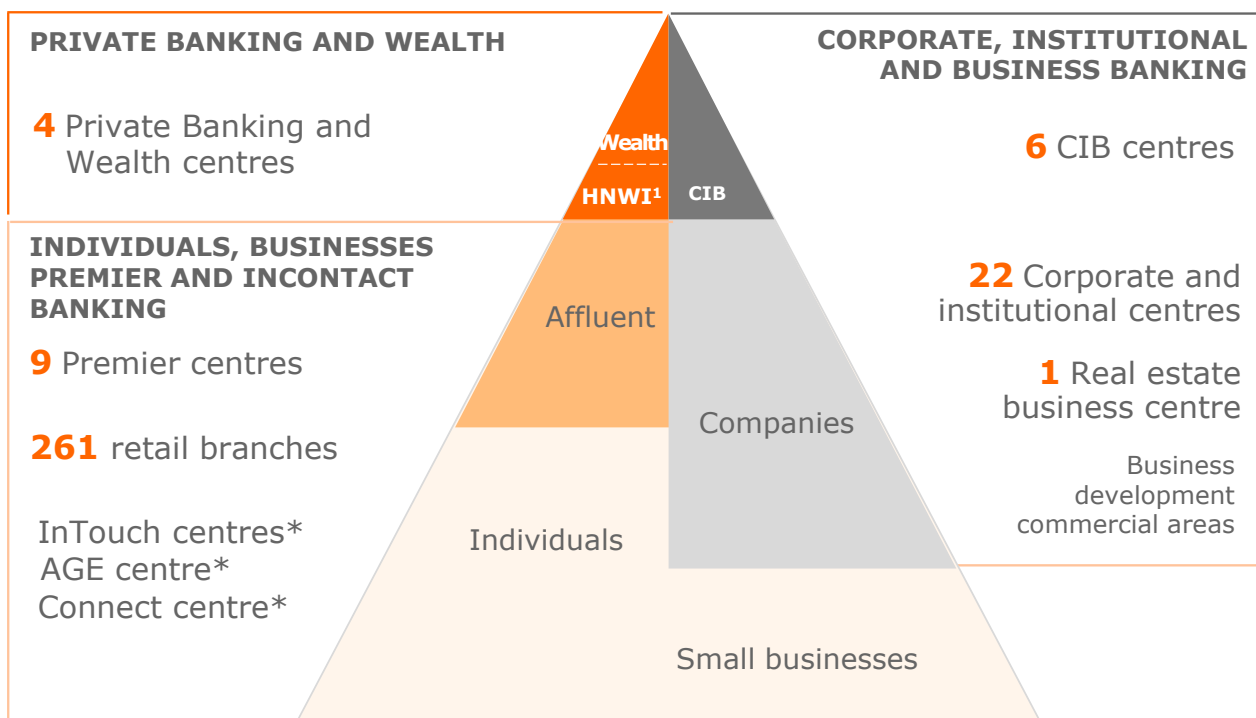 PRIVATE BANKING AND WEALTH
4 Private Banking and
Wealth centres
INDIVIDUALS, BUSINESSES
PREMIER AND INCONTACT
BANKING
9 Premier centres
261 retail branches
InTouch centres*
AGE centre*
Connect centre*
Wealth
HNWI¹
CIB
Affluent
Companies
Individuals
Small businesses
CORPORATE, INSTITUTIONAL
AND BUSINESS BANKING
6 CIB centres
22 Corporate and
institutional centres
1 Real estate
business centre
Business
development
commercial areas